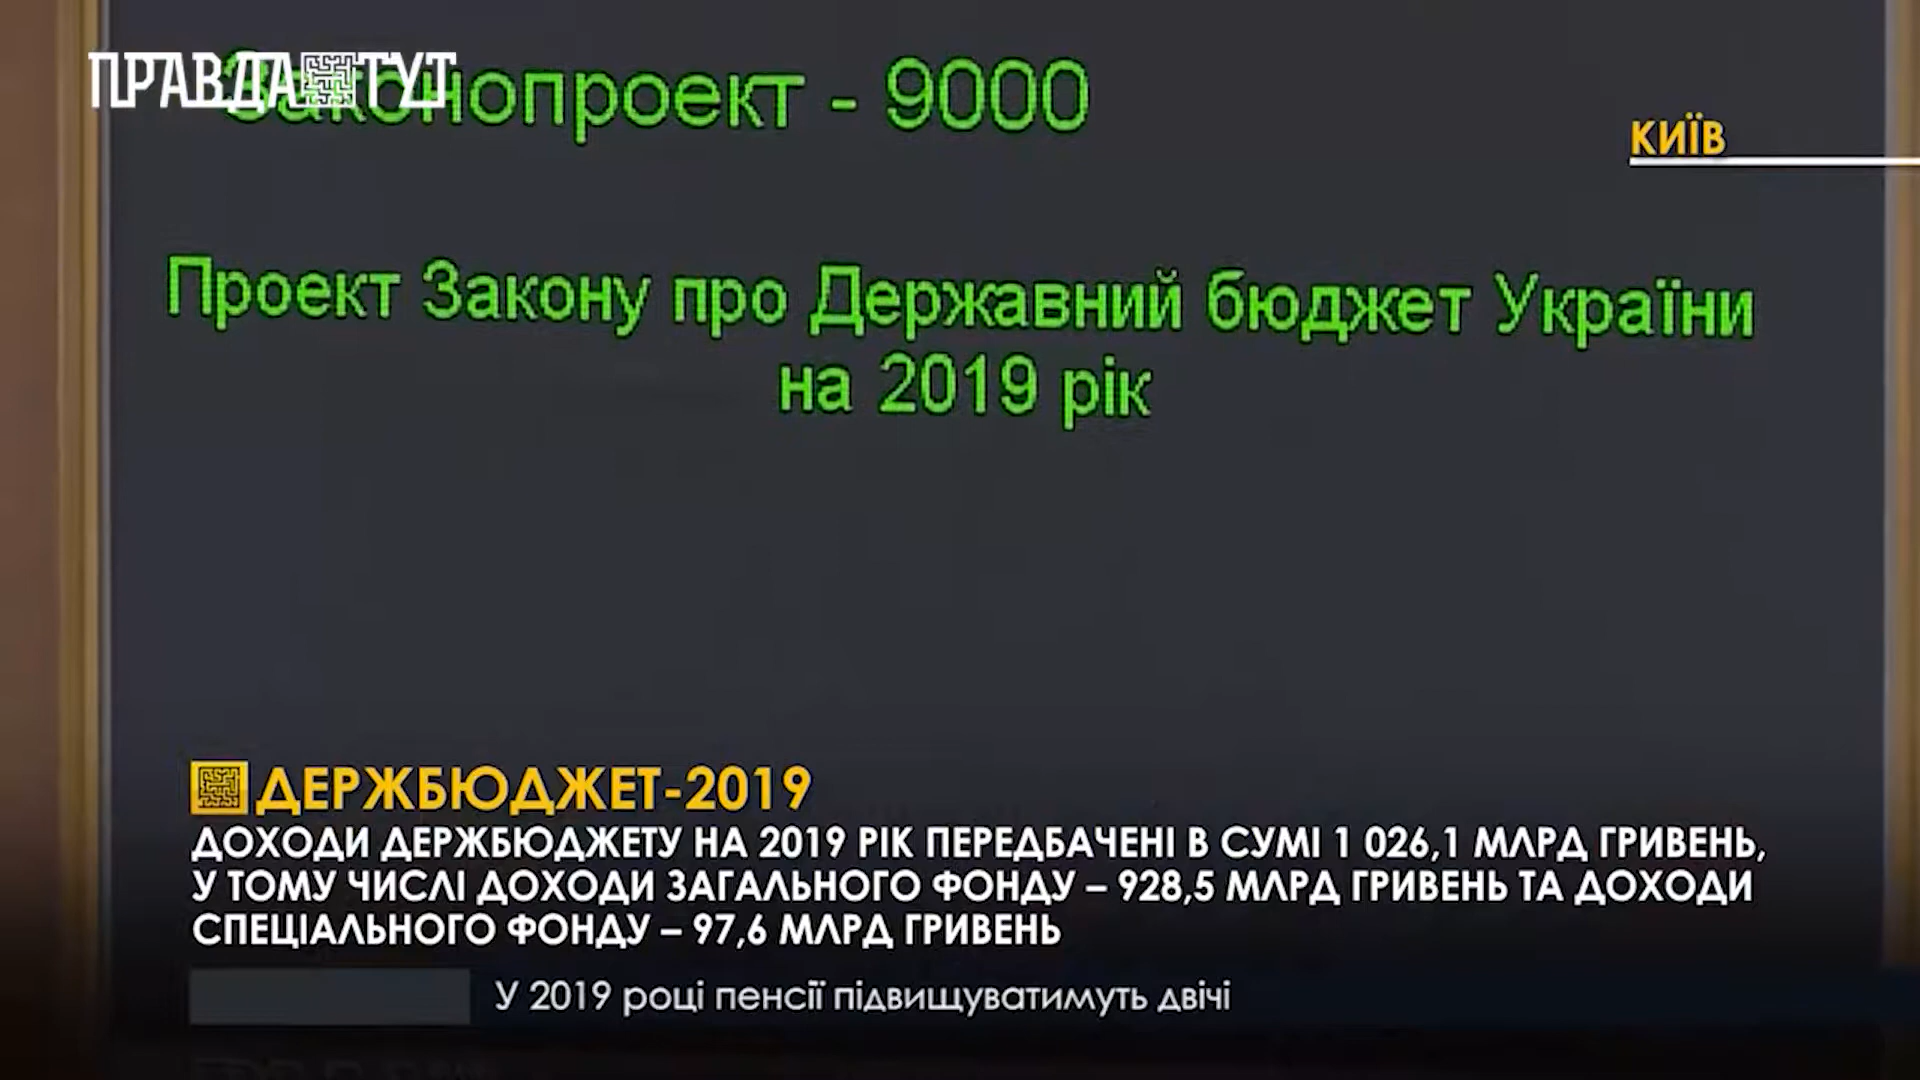 ПРАВДА ТУТ
Законопроект - 9000
КИЇВ
Проект Закону про Державний бюджет України
на 2019 рік
ДЕРЖБЮДЖЕТ-2019
ДОХОДИ ДЕРЖБЮДЖЕТУ НА 2019 РІК ПЕРЕДБАЧЕНІ В СУМІ 1 026,1 МЛРД ГРИВЕНЬ,
У ТОМУ ЧИСЛІ ДОХОДИ ЗАГАЛЬНОГО ФОНДУ – 928,5 МЛРД ГРИВЕНЬ ТА ДОХОДИ
СПЕЦІАЛЬНОГО ФОНДУ – 97,6 МЛРД ГРИВЕНЬ
У 2019 році пенсії підвищуватимуть двічі